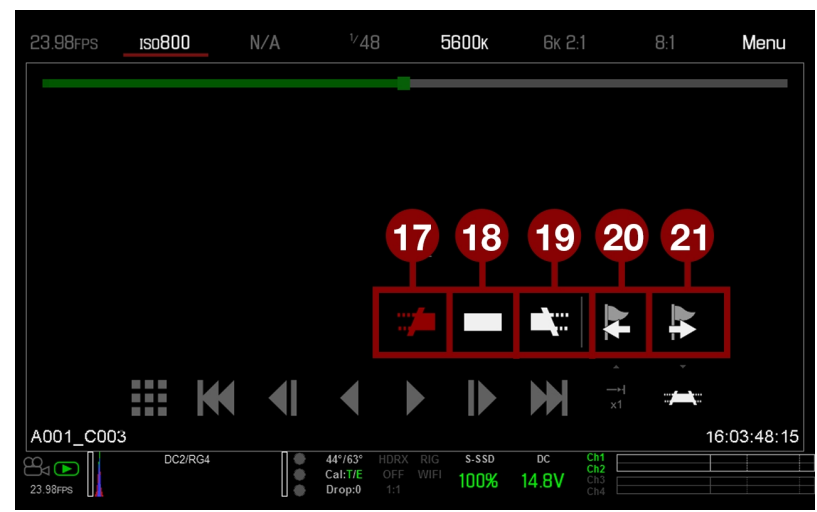 23.98FPS ISO800 N/A 1/48 5600K 6K 2:1 8:1 Menu
17 18 19 20 21
x1
A001_C003 16:03:48:15
DC2/RG4 44°/63° HDRX RIG S-SSD DC Ch1
Cal:T/E OFF WIFI 100% 14.8V Ch2
23.98FPS Drop:0 1:1 Ch3
Ch4